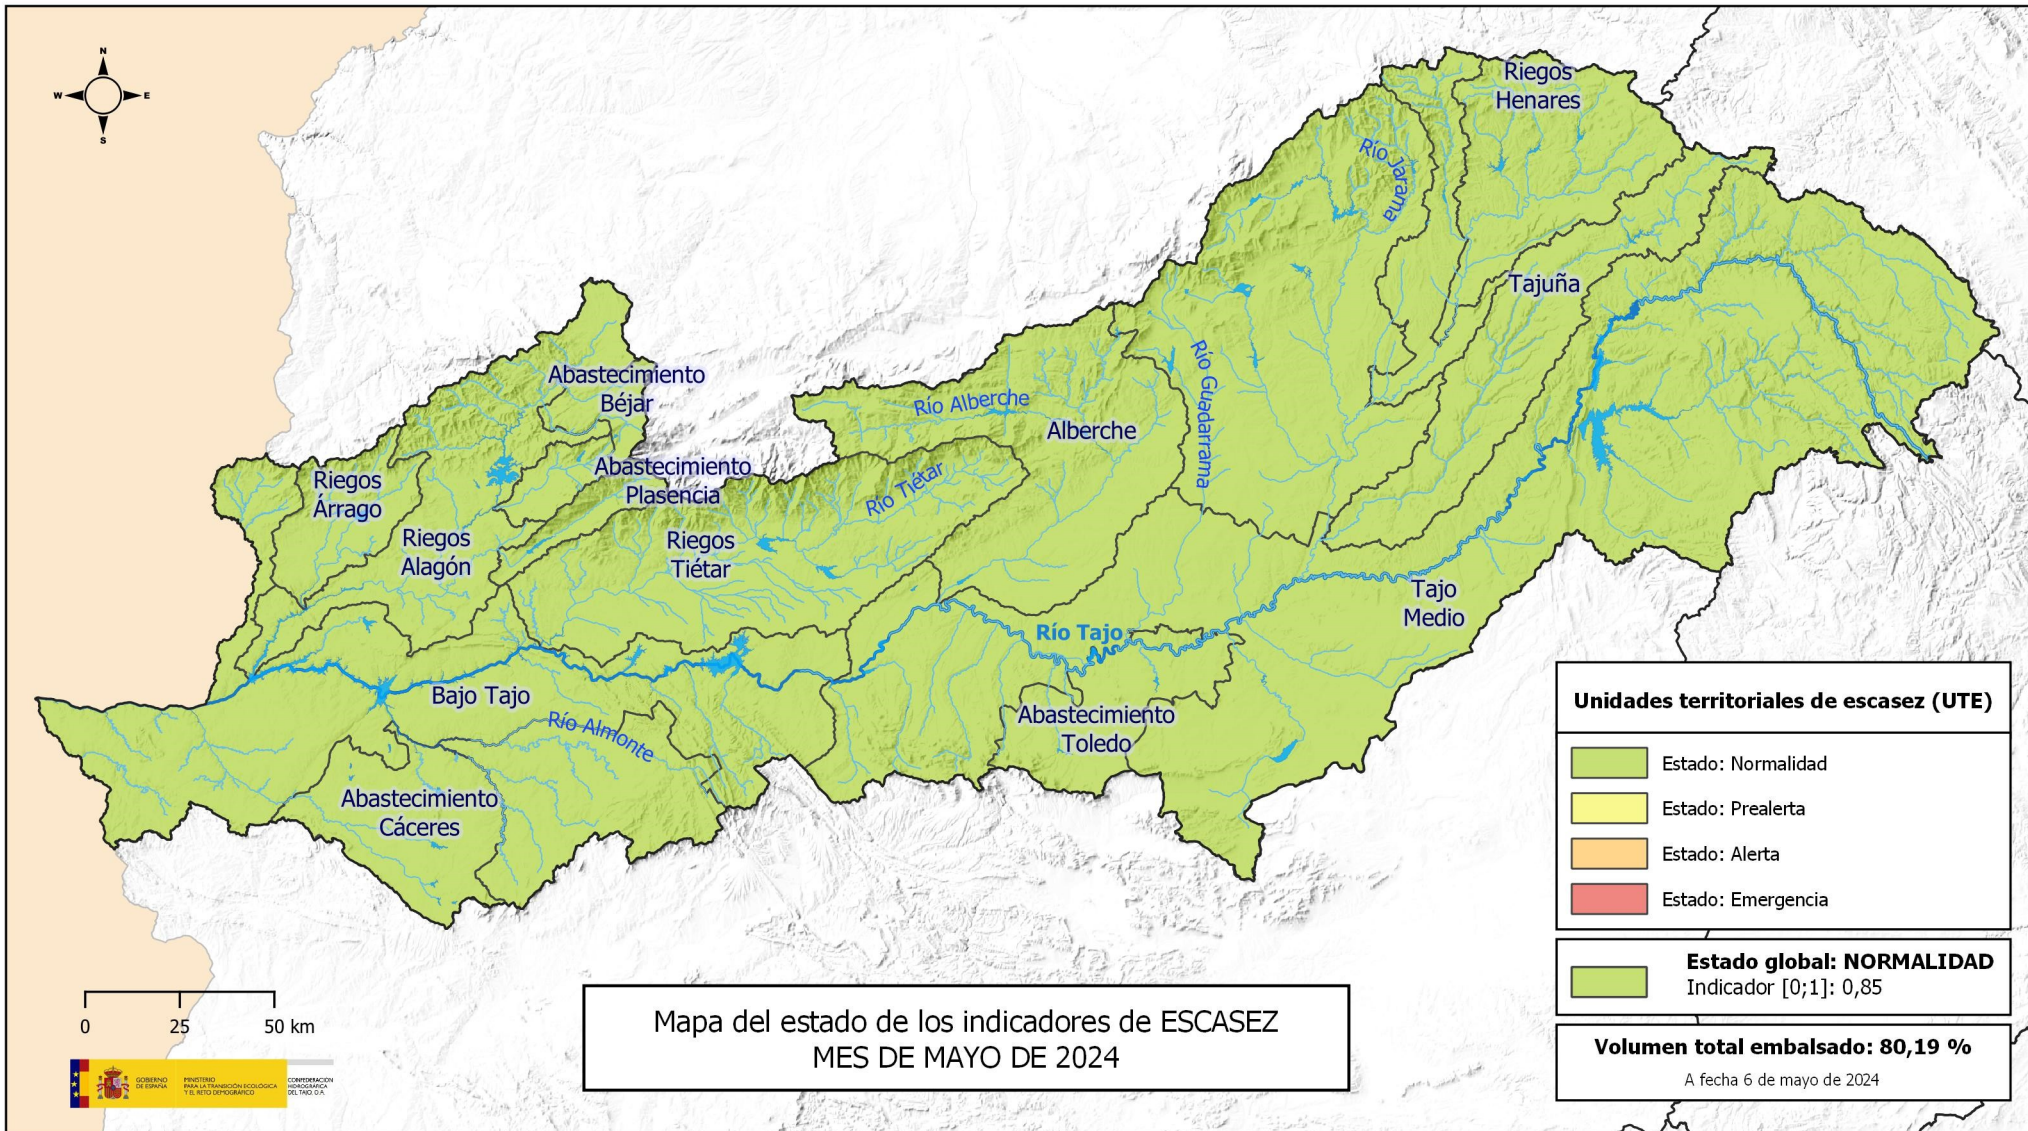 N
W
E
S
Riegos
Henares
Río Jarama
Tajuña
Río Guadarrama
Abastecimiento
Béjar
Río Alberche
Alberche
Abastecimiento
Plasencia
Riegos
Árrago
Río Tiétar
Riegos
Alagón
Riegos
Tiétar
Tajo
Medio
Río Tajo
Bajo Tajo
Río Almonte
Abastecimiento
Toledo
Abastecimiento
Cáceres
Unidades territoriales de escasez (UTE)
Estado: Normalidad
Estado: Prealerta
Estado: Alerta
Estado: Emergencia
Estado global: NORMALIDAD
Indicador [0;1]: 0,85
Volumen total embalsado: 80,19 %
A fecha 6 de mayo de 2024
0 25 50 km
Mapa del estado de los indicadores de ESCASEZ
MES DE MAYO DE 2024
GOBIERNO
DE ESPAÑA
MINISTERIO
PARA LA TRANSICIÓN ECOLÓGICA
Y EL RETO DEMOGRÁFICO
CONFEDERACIÓN
HIDROGRÁFICA
DEL TAJO, O.A.